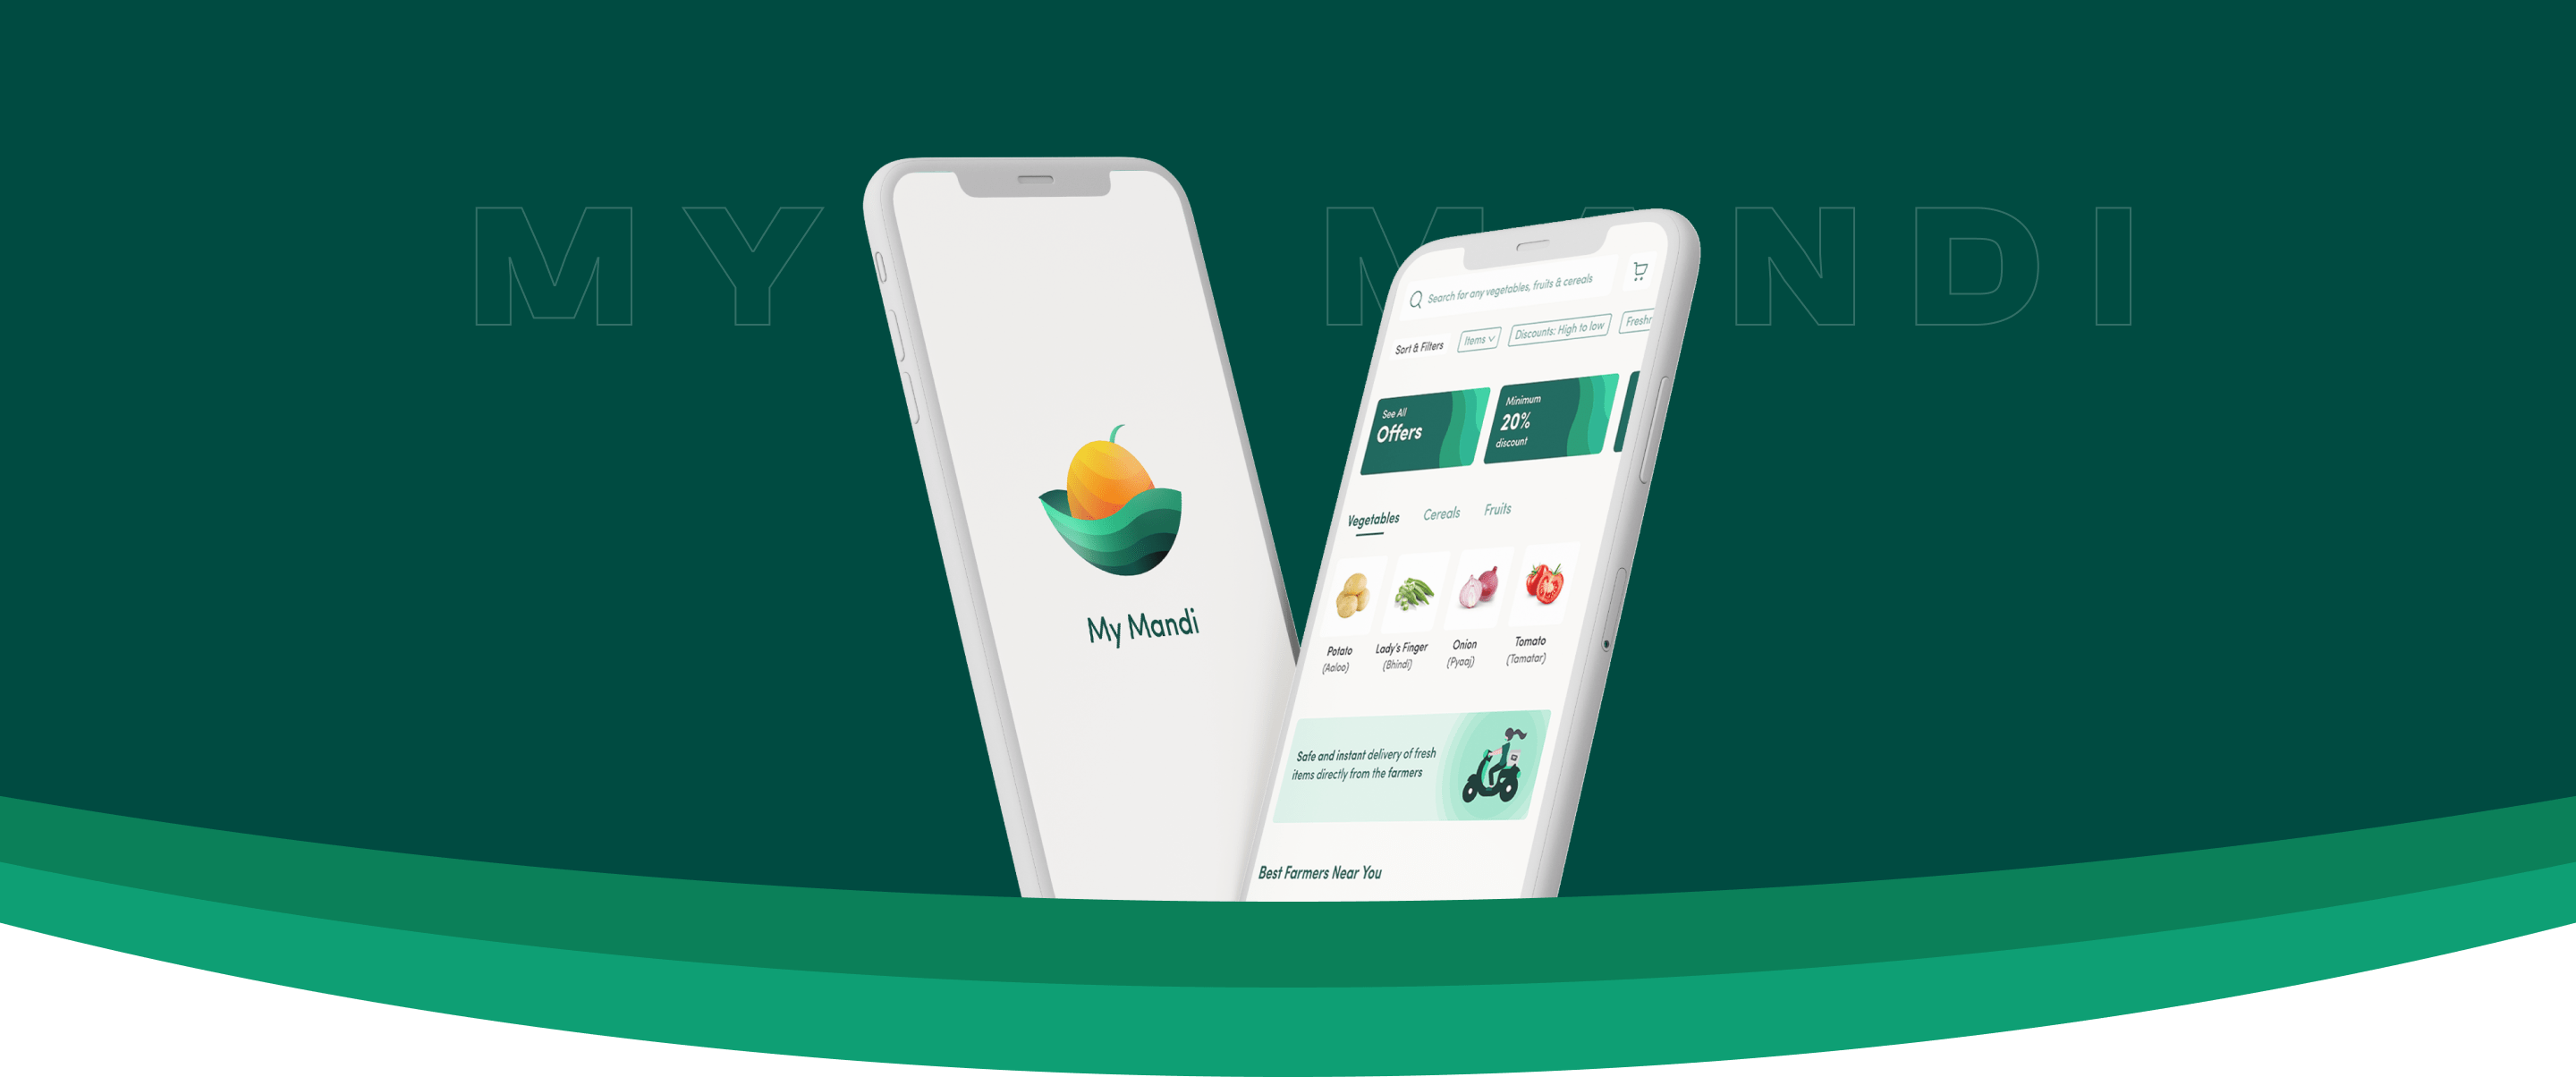 MY MANDI
My Mandi
Search for any vegetables, fruits & cereals
Sort & Filters
Items
Discounts: High to low
See All
Offers
Minimum
20%
discount
Vegetables
Cereals
Fruits
Potato
(Aaloo)
Lady's Finger
(Bhindi)
Onion
(Pyaaj)
Tomato
(Tamatar)
Safe and instant delivery of fresh
items directly from the farmers
Best Farmers Near You